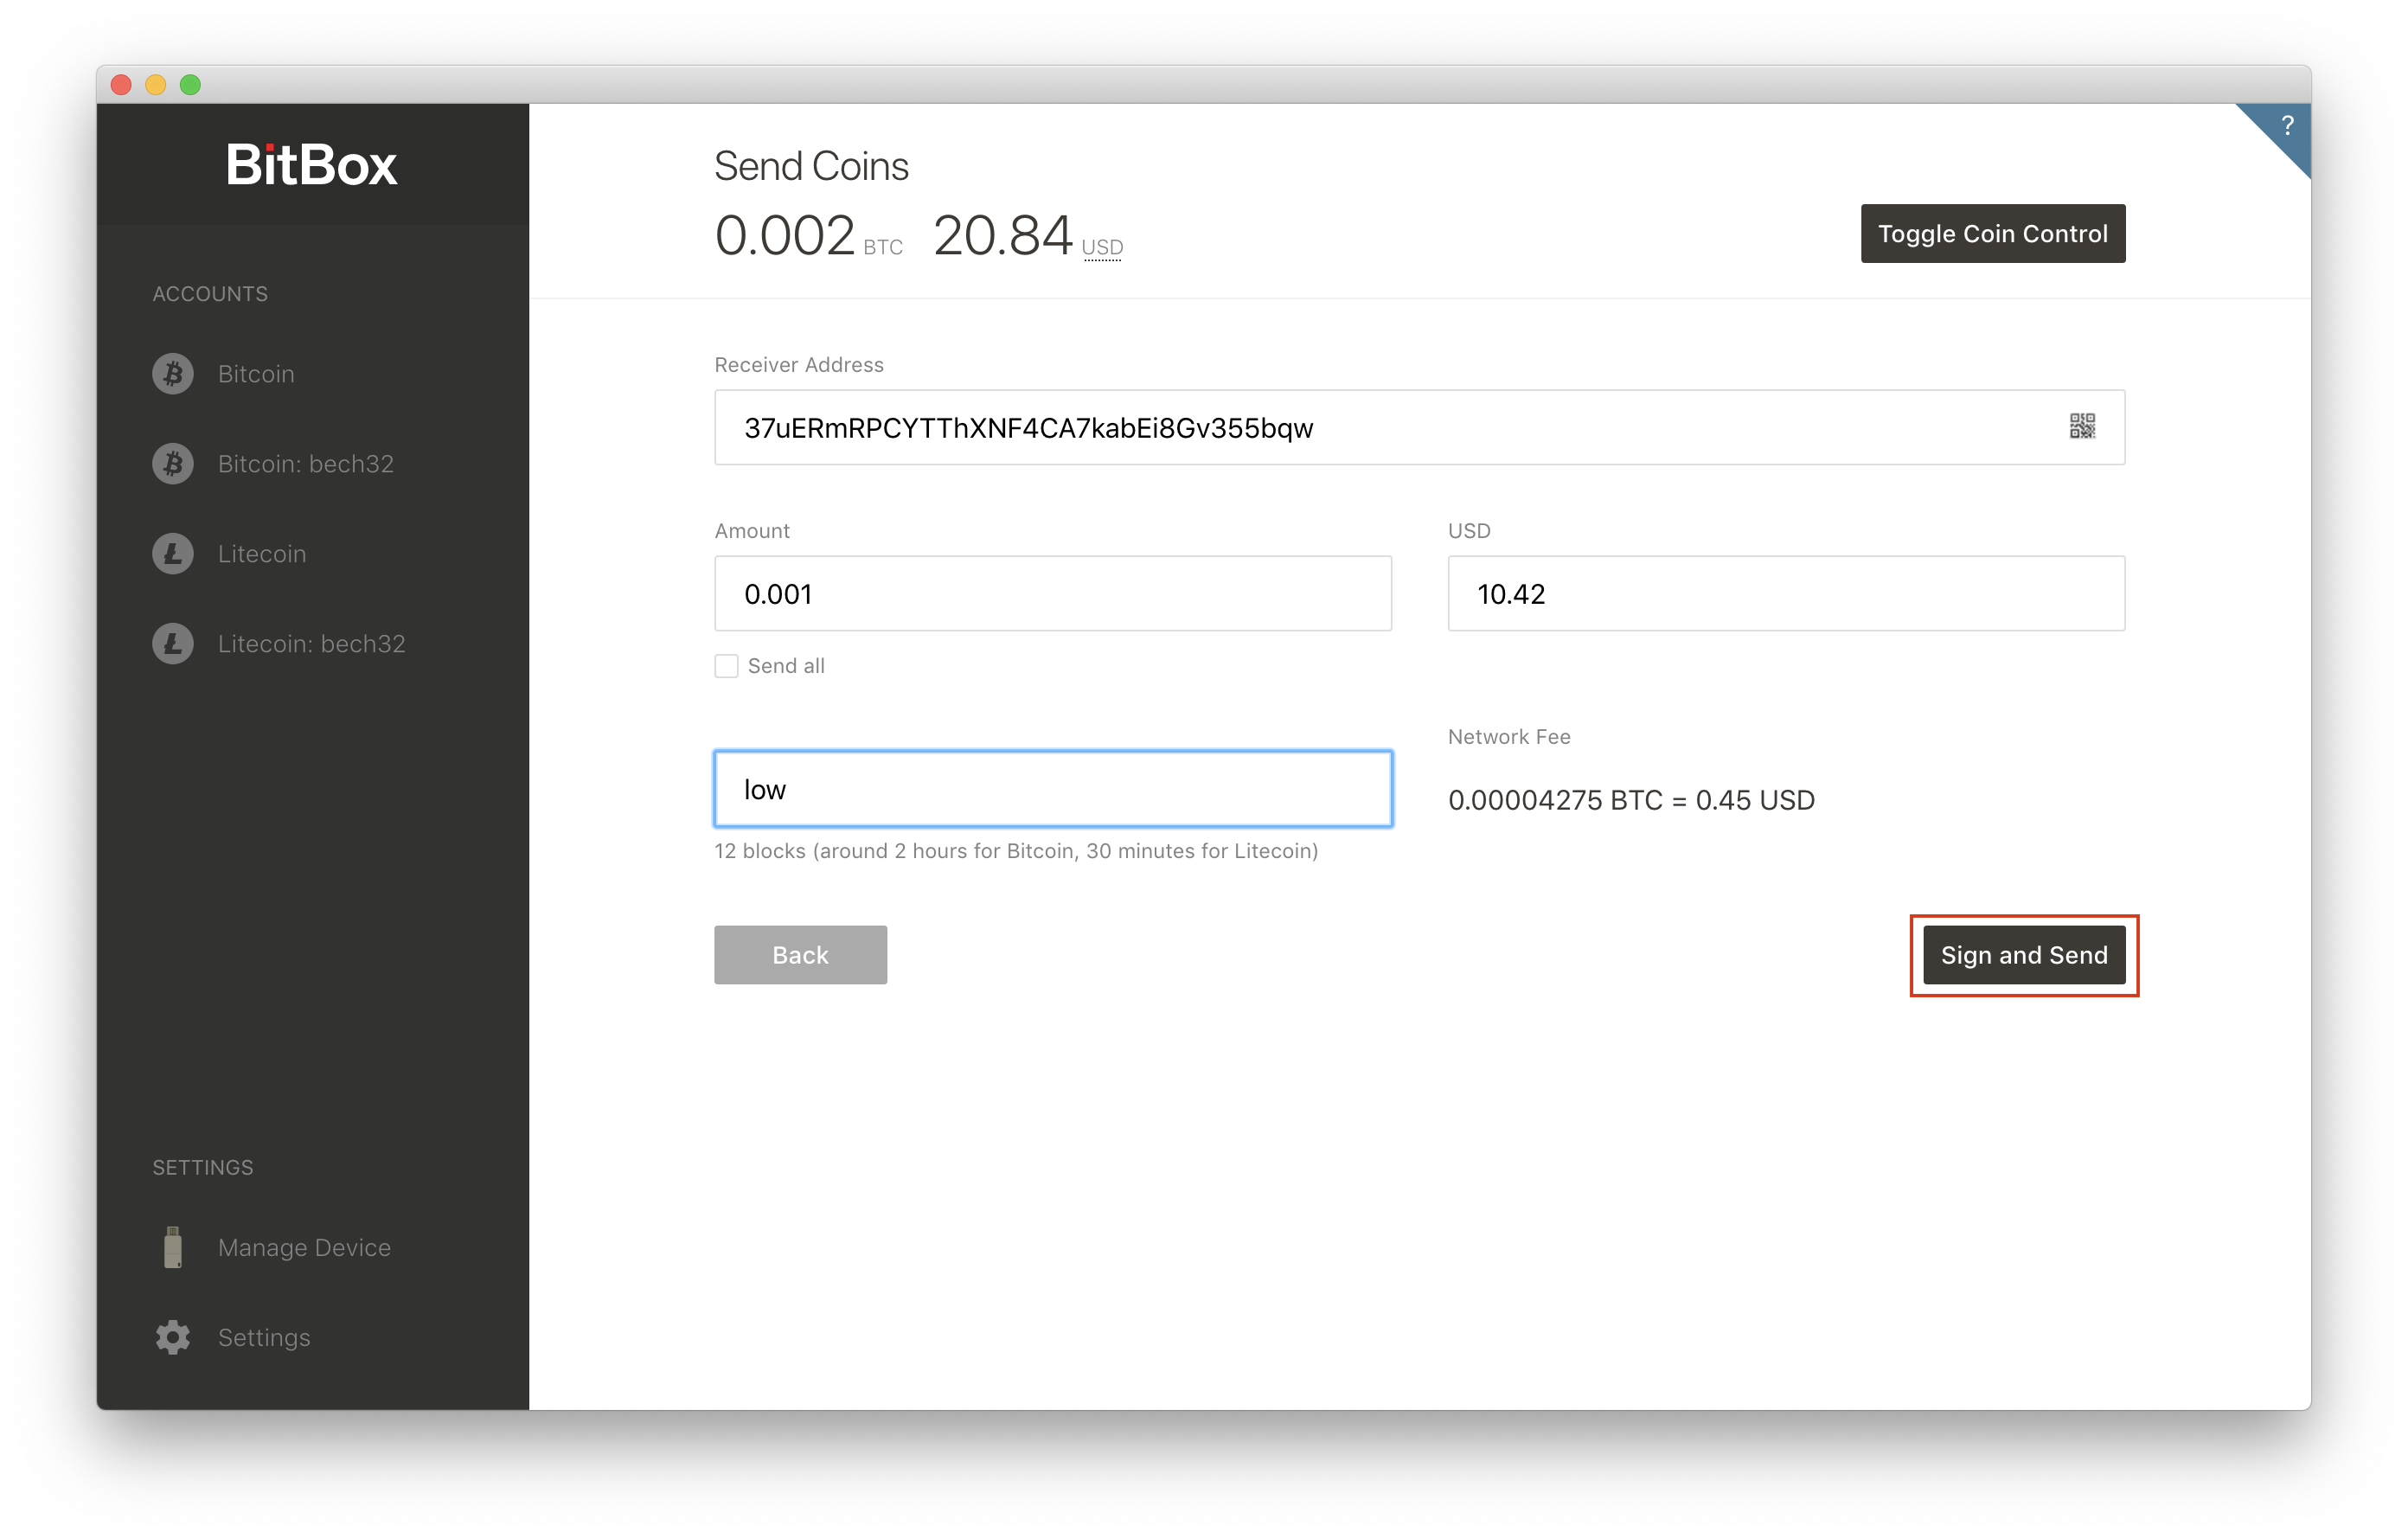 BitBox
ACCOUNTS
Bitcoin
Bitcoin: bech32
Litecoin
Litecoin: bech32
SETTINGS
Manage Device
Settings
?
Send Coins
0.002 BTC 20.84 USD
Toggle Coin Control
Receiver Address
37uERmRPCYTThXNF4CA7kabEi8Gv355bqw
Amount
0.001
USD
10.42
Send all
low
12 blocks (around 2 hours for Bitcoin, 30 minutes for Litecoin)
Network Fee
0.00004275 BTC = 0.45 USD
Back
Sign and Send